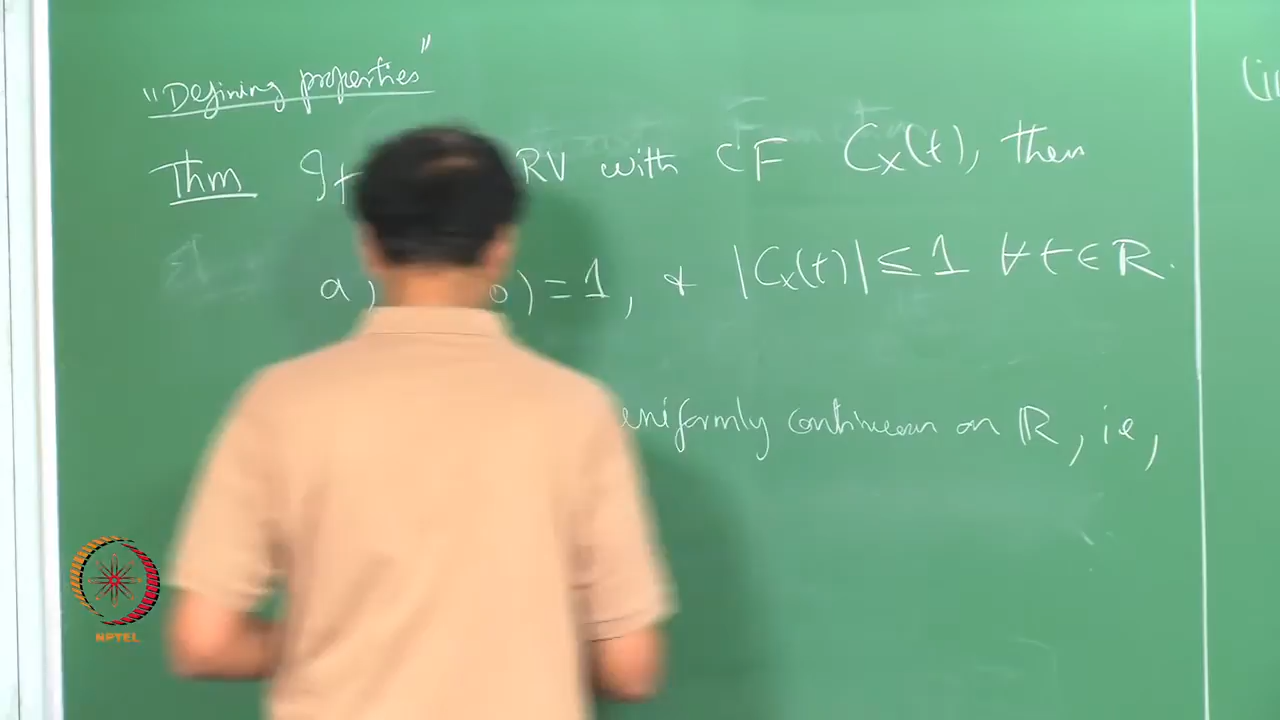 "Defining properties"
Thm If RV with CF Cx(t), then
a) 0) = 1, & |Cx(t)| ≤ 1 ∀ t ∈ ℝ.
uniformly continuous on ℝ, ie,
NPTEL